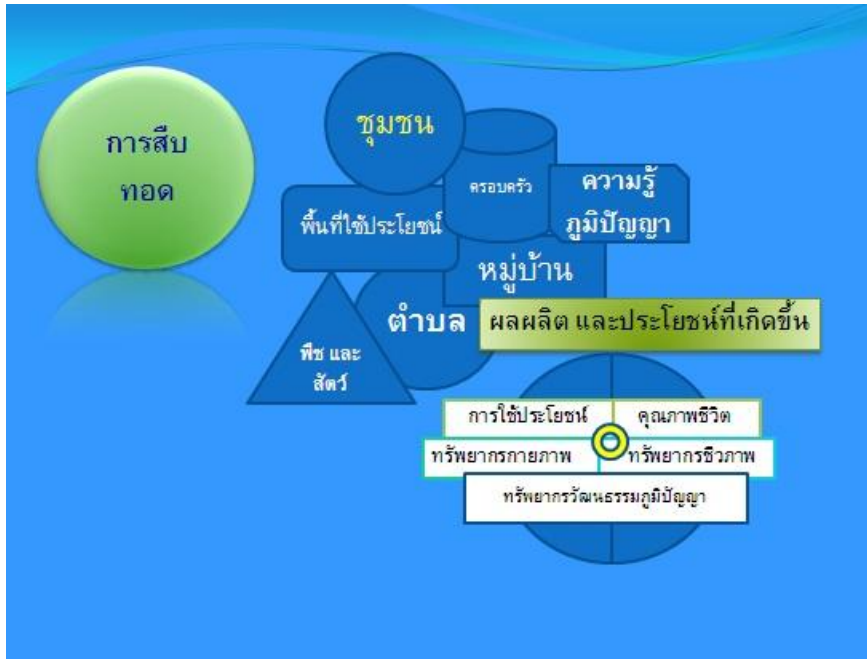 การสืบ
ทอด
ชุมชน
ครอบครัว
ความรู้
ภูมิปัญญา
พื้นที่ใช้ประโยชน์
หมู่บ้าน
ตำบล
ผลผลิต และประโยชน์ที่เกิดขึ้น
พืช และ
สัตว์
การใช้ประโยชน์
คุณภาพชีวิต
ทรัพยากรกายภาพ
ทรัพยากรชีวภาพ
ทรัพยากรวัฒนธรรมภูมิปัญญา